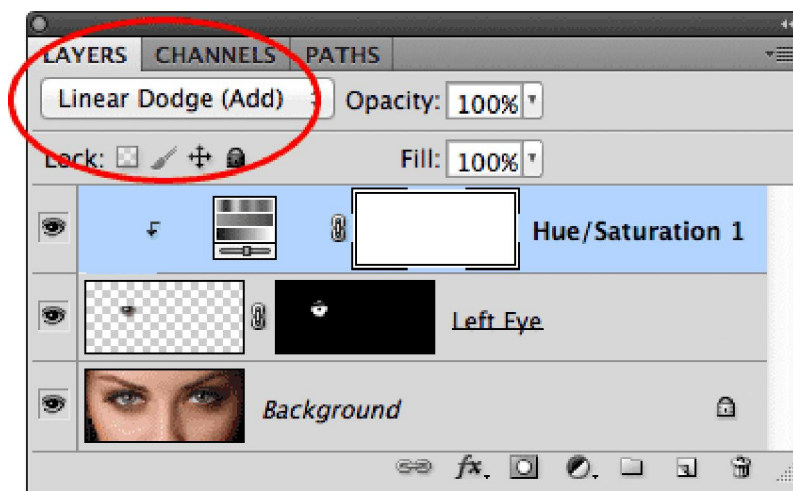 LAYERS CHANNELS PATHS
Linear Dodge (Add) Opacity: 100%
Lock: Fill: 100%
Hue/Saturation 1
Left Eye
Background
fx.